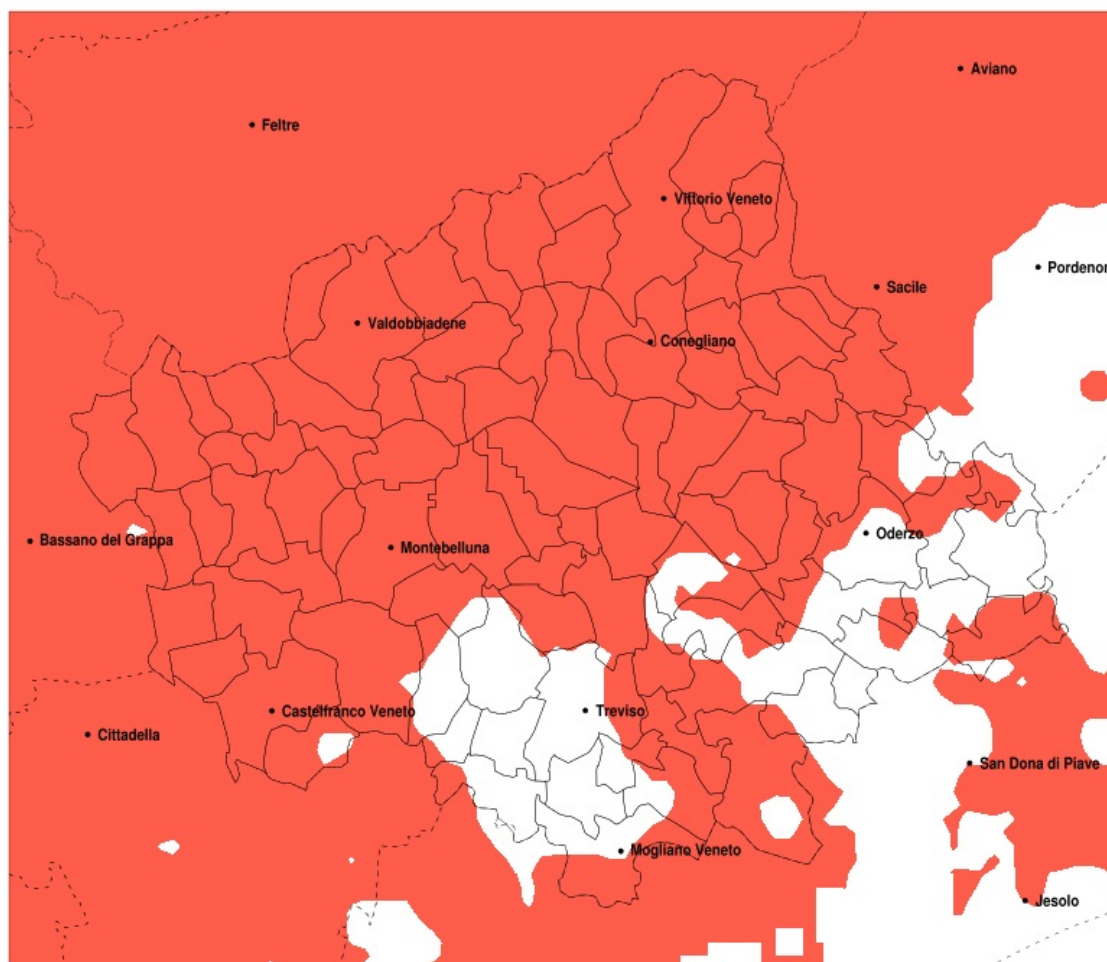 Aviano
Feltre
Vittorio Veneto
Pordenon
Sacile
Valdobbiadene
Conegliano
Oderzo
Bassano del Grappa
Montebelluna
Castelfranco Veneto
Treviso
Cittadella
San Dona di Piave
Mogliano Veneto
Jesolo